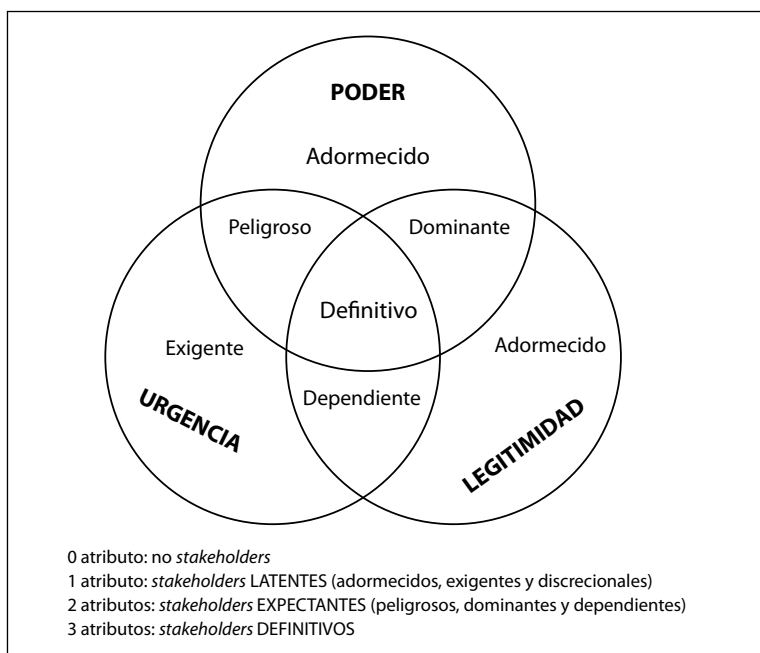 PODER
Adormecido
Peligroso
Dominante
Definitivo
Exigente
Adormecido
Dependiente
URGENCIA
LEGITIMIDAD
0 atributo: no stakeholders
1 atributo: stakeholders LATENTES (adormecidos, exigentes y discrecionales)
2 atributos: stakeholders EXPECTANTES (peligrosos, dominantes y dependientes)
3 atributos: stakeholders DEFINITIVOS